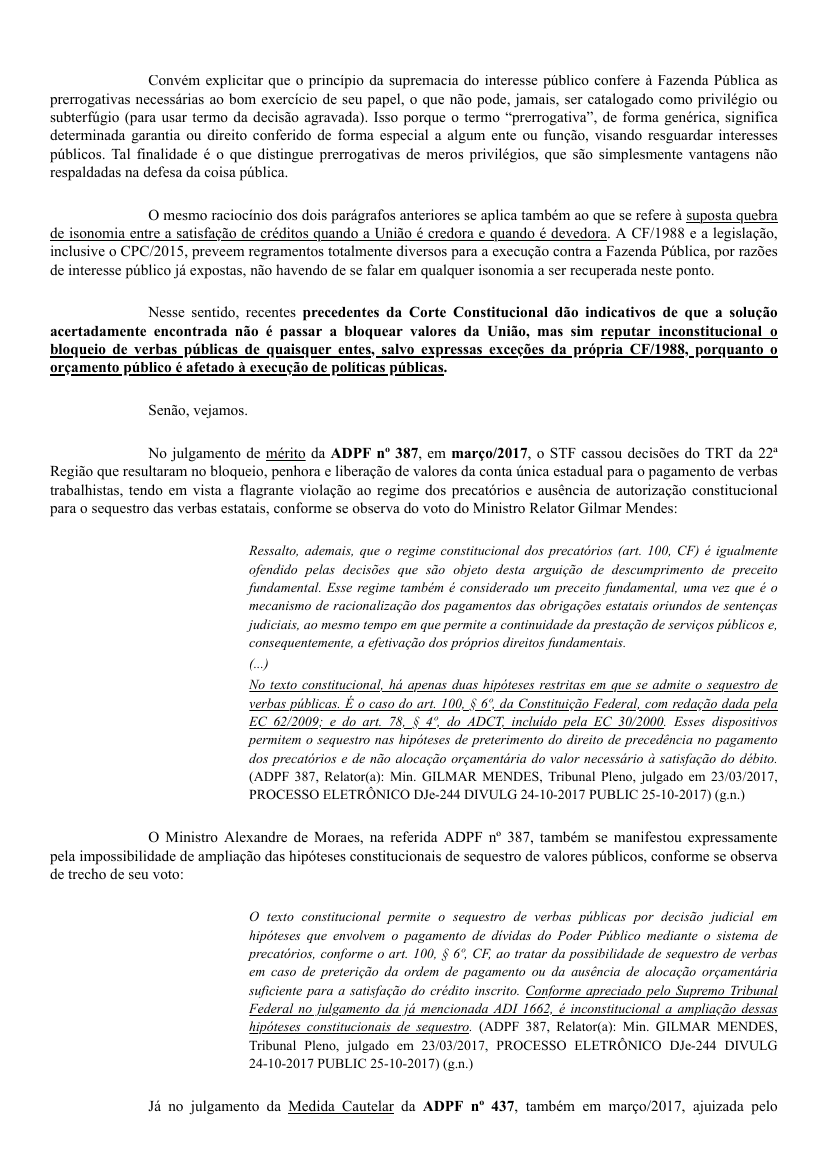 Convém explicitar que o princípio da supremacia do interesse público confere à Fazenda Pública as
prerrogativas necessárias ao bom exercício de seu papel, o que não pode, jamais, ser catalogado como privilégio ou
subterfúgio (para usar termo da decisão agravada). Isso porque o termo “prerrogativa”, de forma genérica, significa
determinada garantia ou direito conferido de forma especial a algum ente ou função, visando resguardar interesses
públicos. Tal finalidade é o que distingue prerrogativas de meros privilégios, que são simplesmente vantagens não
respaldadas na defesa da coisa pública.
O mesmo raciocínio dos dois parágrafos anteriores se aplica também ao que se refere à suposta quebra
de isonomia entre a satisfação de créditos quando a União é credora e quando é devedora. A CF/1988 e a legislação,
inclusive o CPC/2015, preveem regramentos totalmente diversos para a execução contra a Fazenda Pública, por razões
de interesse público já expostas, não havendo de se falar em qualquer isonomia a ser recuperada neste ponto.
Nesse sentido, recentes precedentes da Corte Constitucional dão indicativos de que a solução
acertadamente encontrada não é passar a bloquear valores da União, mas sim reputar inconstitucional o
bloqueio de verbas públicas de quaisquer entes, salvo expressas exceções da própria CF/1988, porquanto o
orçamento público é afetado à execução de políticas públicas.
Senão, vejamos.
No julgamento de mérito da ADPF nº 387, em março/2017, o STF cassou decisões do TRT da 22ª
Região que resultaram no bloqueio, penhora e liberação de valores da conta única estadual para o pagamento de verbas
trabalhistas, tendo em vista a flagrante violação ao regime dos precatórios e ausência de autorização constitucional
para o sequestro das verbas estatais, conforme se observa do voto do Ministro Relator Gilmar Mendes:
Ressalto, ademais, que o regime constitucional dos precatórios (art. 100, CF) é igualmente
ofendido pelas decisões que são objeto desta arguição de descumprimento de preceito
fundamental. Esse regime também é considerado um preceito fundamental, uma vez que é o
mecanismo de racionalização dos pagamentos das obrigações estatais oriundos de sentenças
judiciais, ao mesmo tempo em que permite a continuidade da prestação de serviços públicos e,
consequentemente, a efetivação dos próprios direitos fundamentais.
(...)
No texto constitucional, há apenas duas hipóteses restritas em que se admite o sequestro de
verbas públicas. É o caso do art. 100, § 6º, da Constituição Federal, com redação dada pela
EC 62/2009; e do art. 78, § 4º, do ADCT, incluído pela EC 30/2000. Esses dispositivos
permitem o sequestro nas hipóteses de preterimento do direito de precedência no pagamento
dos precatórios e de não alocação orçamentária do valor necessário à satisfação do débito.
(ADPF 387, Relator(a): Min. GILMAR MENDES, Tribunal Pleno, julgado em 23/03/2017,
PROCESSO ELETRÔNICO DJe-244 DIVULG 24-10-2017 PUBLIC 25-10-2017) (g.n.)
O Ministro Alexandre de Moraes, na referida ADPF nº 387, também se manifestou expressamente
pela impossibilidade de ampliação das hipóteses constitucionais de sequestro de valores públicos, conforme se observa
de trecho de seu voto:
O texto constitucional permite o sequestro de verbas públicas por decisão judicial em
hipóteses que envolvem o pagamento de dívidas do Poder Público mediante o sistema de
precatórios, conforme o art. 100, § 6º, CF, ao tratar da possibilidade de sequestro de verbas
em caso de preterição da ordem de pagamento ou da ausência de alocação orçamentária
suficiente para a satisfação do crédito inscrito. Conforme apreciado pelo Supremo Tribunal
Federal no julgamento da já mencionada ADI 1662, é inconstitucional a ampliação dessas
hipóteses constitucionais de sequestro. (ADPF 387, Relator(a): Min. GILMAR MENDES,
Tribunal Pleno, julgado em 23/03/2017, PROCESSO ELETRÔNICO DJe-244 DIVULG
24-10-2017 PUBLIC 25-10-2017) (g.n.)
Já no julgamento da Medida Cautelar da ADPF nº 437, também em março/2017, ajuizada pelo